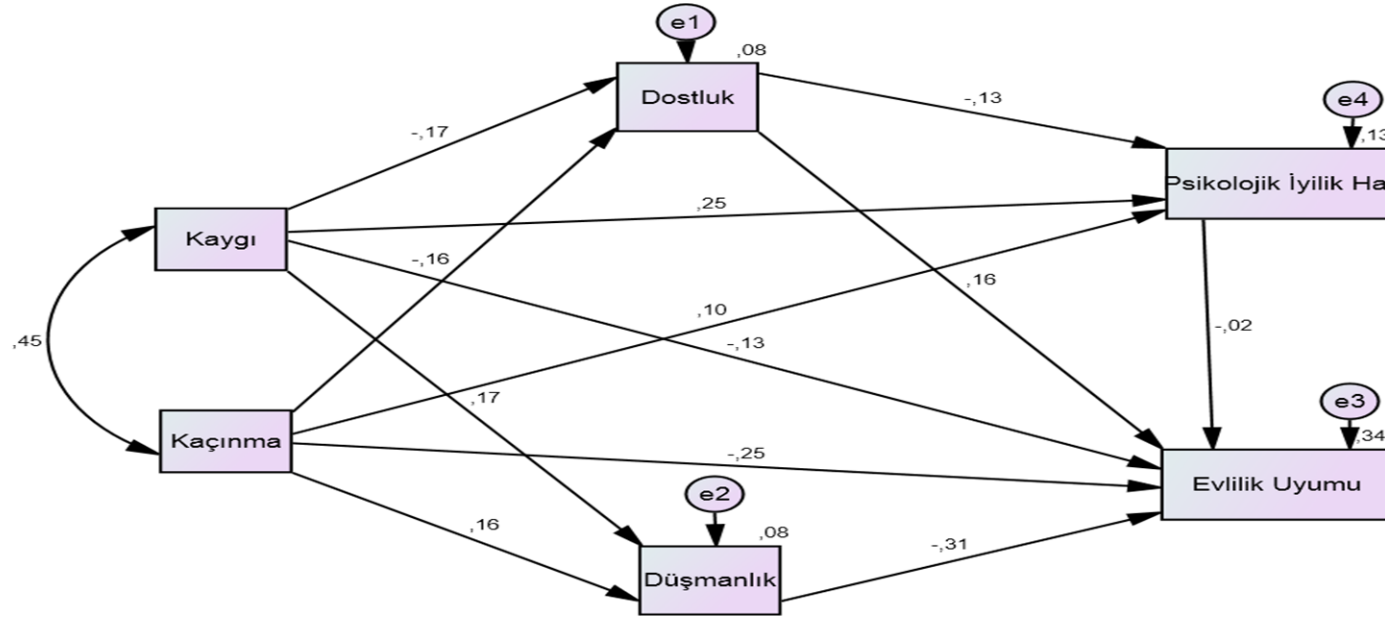 e1
,08
Dostluk
-,13
e4
,13
-,17
Psikolojik İyilik Ha
,25
Kaygı
-,16
,16
,10
-,02
,45
-,13
,17
e3
,34
Kaçınma
-,25
Evlilik Uyumu
e2
,16
,08
-,31
Düşmanlık